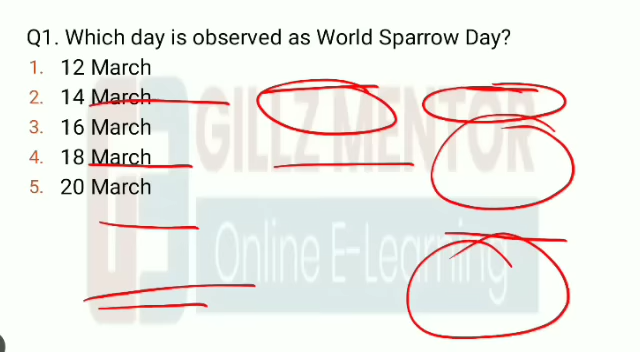 Q1. Which day is observed as World Sparrow Day?
1. 12 March
2. 14 March
3. 16 March
4. 18 March
5. 20 March
GILLZ MENTOR
Online E-Learning